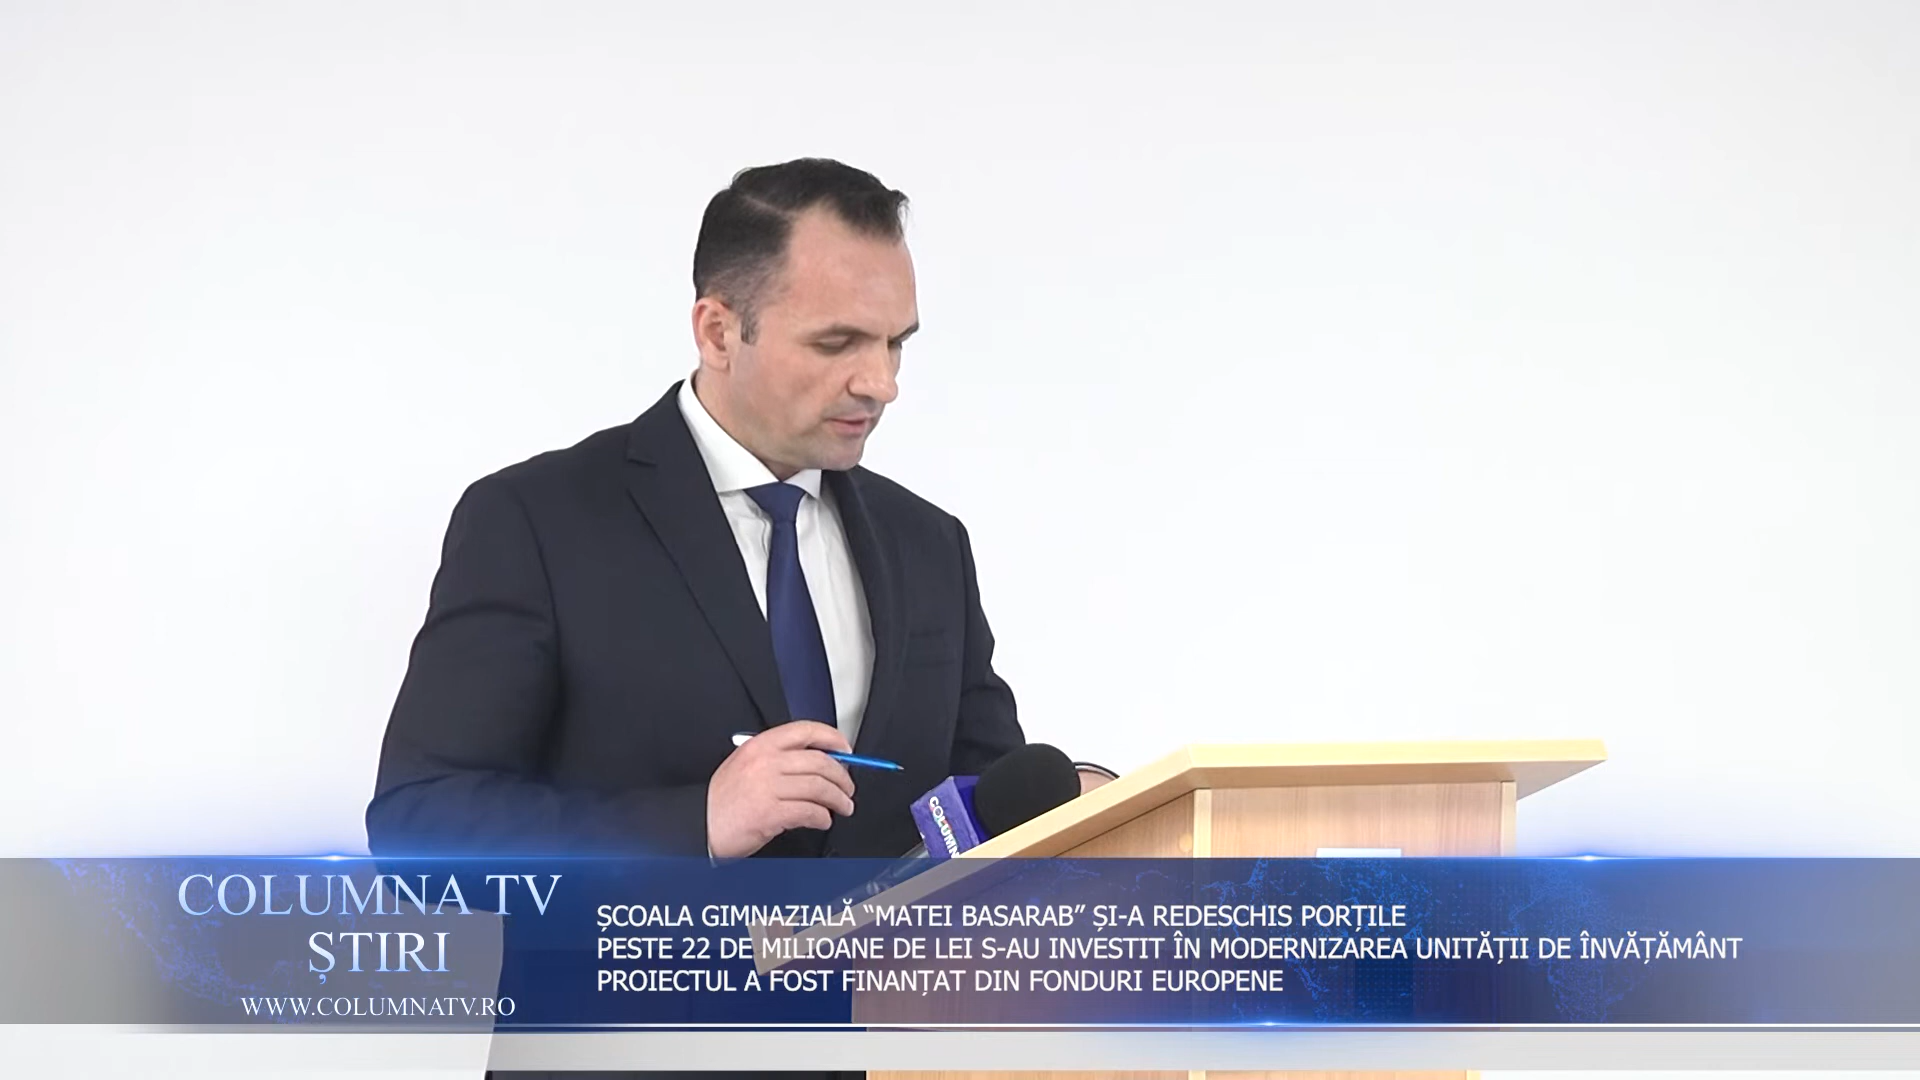 COLUMN
COLUMNA TV
ȘTIRI
WWW.COLUMNATV.RO
ȘCOALA GIMNAZIALĂ “MATEI BASARAB” ȘI-A REDESCHIS PORȚILE
PESTE 22 DE MILIOANE DE LEI S-AU INVESTIT ÎN MODERNIZAREA UNITĂȚII DE ÎNVĂȚĂMÂNT
PROIECTUL A FOST FINANȚAT DIN FONDURI EUROPENE